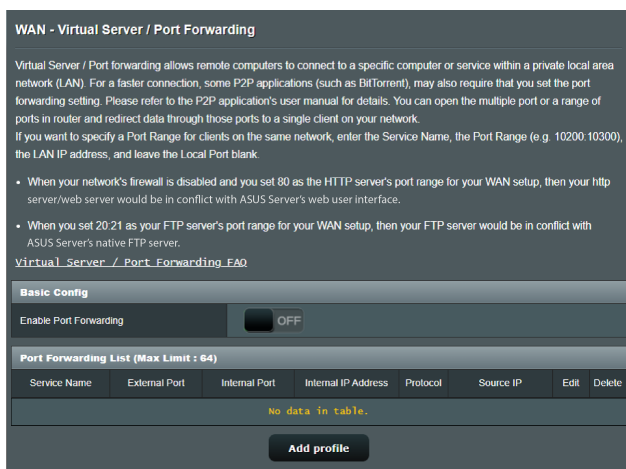 WAN - Virtual Server / Port Forwarding
Virtual Server / Port forwarding allows remote computers to connect to a specific computer or service within a private local area
network (LAN). For a faster connection, some P2P applications (such as BitTorrent), may also require that you set the port
forwarding setting. Please refer to the P2P application's user manual for details. You can open the multiple port or a range of
ports in router and redirect data through those ports to a single client on your network.
If you want to specify a Port Range for clients on the same network, enter the Service Name, the Port Range (e.g. 10200:10300),
the LAN IP address, and leave the Local Port blank.
• When your network's firewall is disabled and you set 80 as the HTTP server's port range for your WAN setup, then your http
server/web server would be in conflict with ASUS Server's web user interface.
• When you set 20:21 as your FTP server's port range for your WAN setup, then your FTP server would be in conflict with
ASUS Server's native FTP server.
Virtual Server / Port Forwarding FAQ
Basic Config
Enable Port Forwarding OFF
Port Forwarding List (Max Limit : 64)
Service Name External Port Internal Port Internal IP Address Protocol Source IP Edit Delete
No data in table.
Add profile